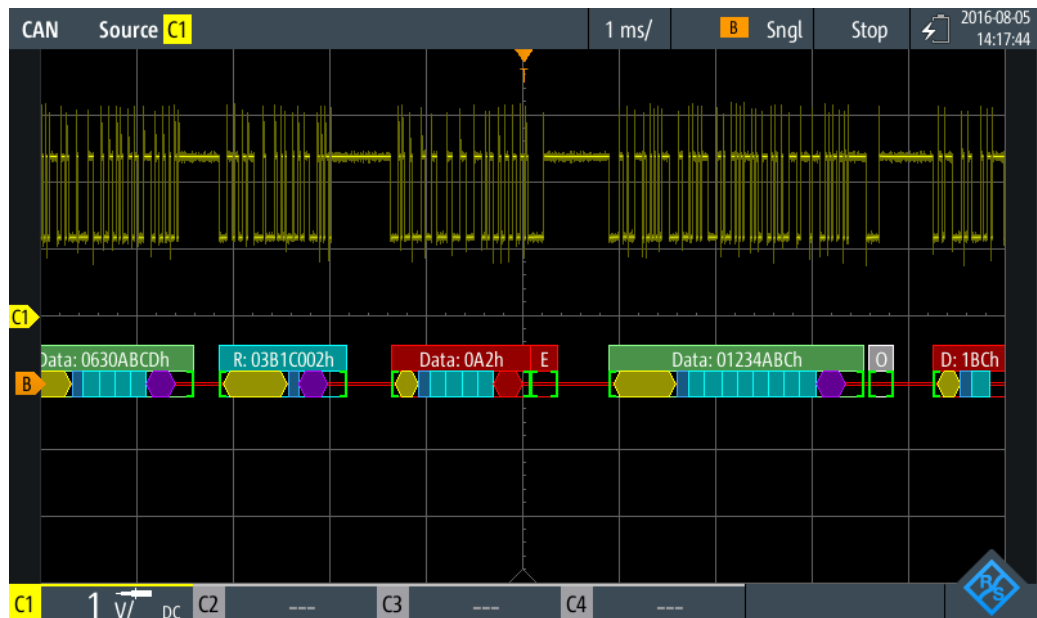 CAN Source C1 1 ms/ B Sngl Stop 2016-08-05
14:17:44
T
C1
Data: 0630ABCDh R: 03B1C002h Data: 0A2h E Data: 01234ABCh O D: 1BCh
B
C1 1 V/ DC C2 --- C3 --- C4 ---
R&S